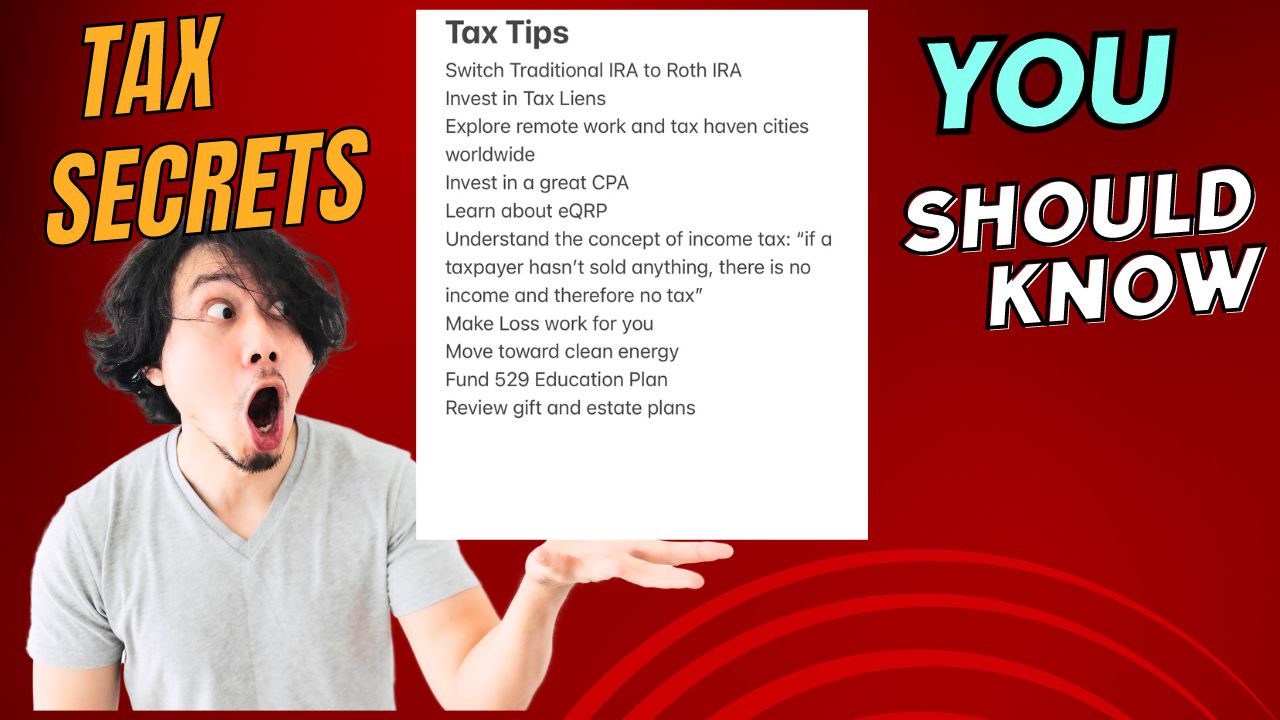 TAX
SECRETS
Tax Tips
Switch Traditional IRA to Roth IRA
Invest in Tax Liens
Explore remote work and tax haven cities
worldwide
Invest in a great CPA
Learn about eQRP
Understand the concept of income tax: “if a
taxpayer hasn’t sold anything, there is no
income and therefore no tax”
Make Loss work for you
Move toward clean energy
Fund 529 Education Plan
Review gift and estate plans
YOU
SHOULD
KNOW